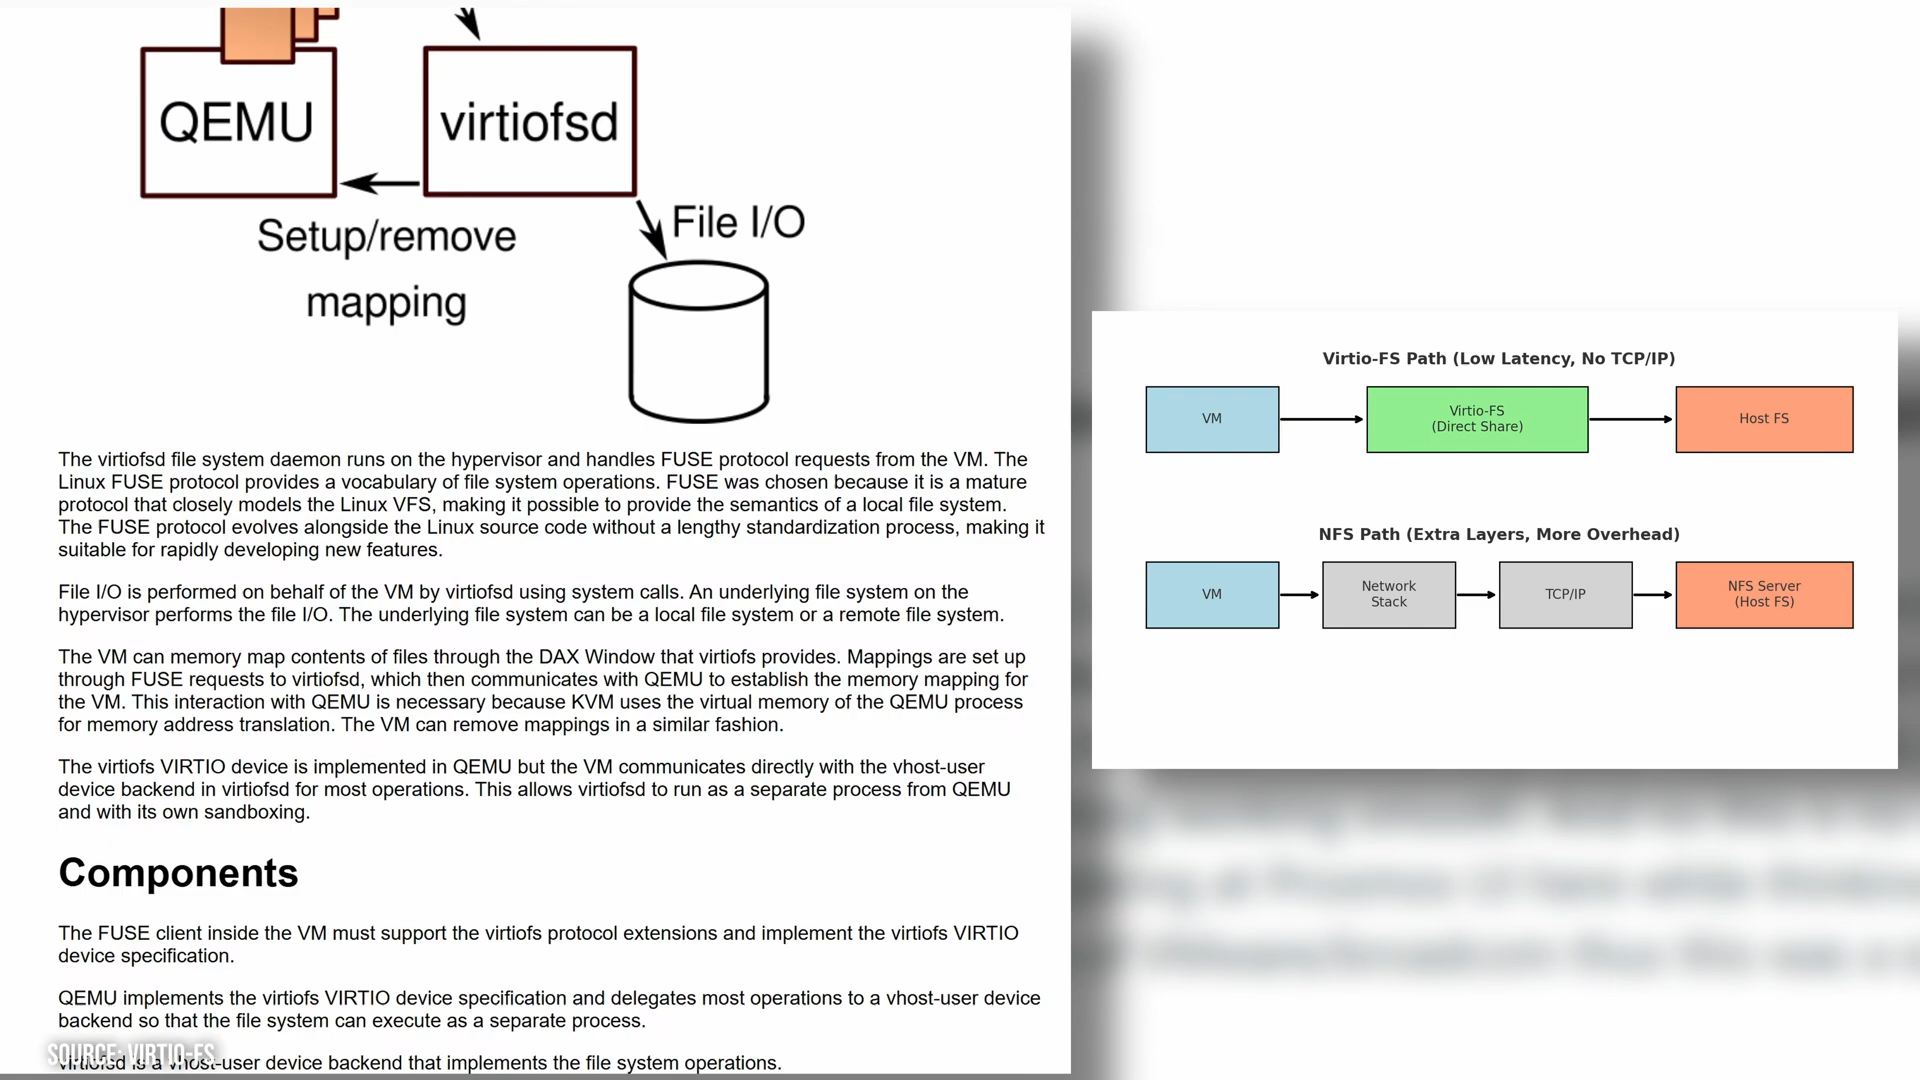 QEMU
virtiofsd
Setup/remove
mapping
File I/O
The virtiofsd file system daemon runs on the hypervisor and handles FUSE protocol requests from the VM. The
Linux FUSE protocol provides a vocabulary of file system operations. FUSE was chosen because it is a mature
protocol that closely models the Linux VFS, making it possible to provide the semantics of a local file system.
The FUSE protocol evolves alongside the Linux source code without a lengthy standardization process, making it
suitable for rapidly developing new features.
File I/O is performed on behalf of the VM by virtiofsd using system calls. An underlying file system on the
hypervisor performs the file I/O. The underlying file system can be a local file system or a remote file system.
The VM can memory map contents of files through the DAX Window that virtiofs provides. Mappings are set up
through FUSE requests to virtiofsd, which then communicates with QEMU to establish the memory mapping for
the VM. This interaction with QEMU is necessary because KVM uses the virtual memory of the QEMU process
for memory address translation. The VM can remove mappings in a similar fashion.
The virtiofs VIRTIO device is implemented in QEMU but the VM communicates directly with the vhost-user
device backend in virtiofsd for most operations. This allows virtiofsd to run as a separate process from QEMU
and with its own sandboxing.
Components
The FUSE client inside the VM must support the virtiofs protocol extensions and implement the virtiofs VIRTIO
device specification.
QEMU implements the virtiofs VIRTIO device specification and delegates most operations to a vhost-user device
backend so that the file system can execute as a separate process.
virtiofsd is a vhost-user device backend that implements the file system operations.
SOURCE: VIRTIO-FS
Virtio-FS Path (Low Latency, No TCP/IP)
VM
Virtio-FS
(Direct Share)
Host FS
NFS Path (Extra Layers, More Overhead)
VM
Network
Stack
TCP/IP
NFS Server
(Host FS)